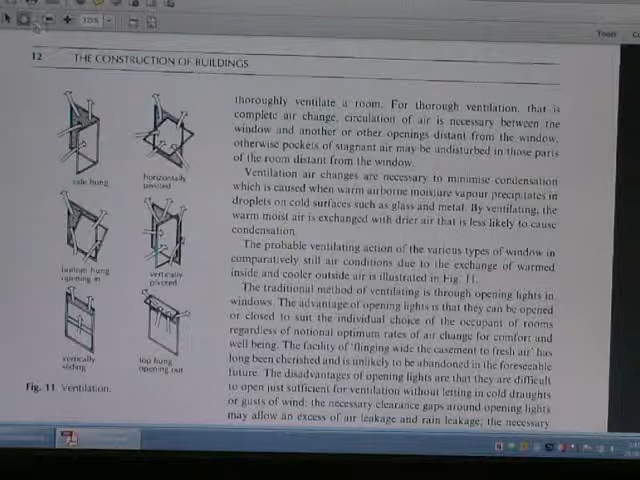 Tools
12 THE CONSTRUCTION OF BUILDINGS
side hung
horizontally
pivoted
bottom hung
opening in
vertically
pivoted
vertically
sliding
top hung
opening out
Fig. 11 Ventilation.
thoroughly ventilate a room. For thorough ventilation, that is
complete air change, circulation of air is necessary between the
window and another or other openings distant from the window,
otherwise pockets of stagnant air may be undisturbed in those parts
of the room distant from the window.
Ventilation air changes are necessary to minimise condensation
which is caused when warm airborne moisture vapour precipitates in
droplets on cold surfaces such as glass and metal. By ventilating, the
warm moist air is exchanged with drier air that is less likely to cause
condensation.
The probable ventilating action of the various types of window in
comparatively still air conditions due to the exchange of warmed
inside and cooler outside air is illustrated in Fig. 11.
The traditional method of ventilating is through opening lights in
windows. The advantage of opening lights is that they can be opened
or closed to suit the individual choice of the occupant of rooms
regardless of notional optimum rates of air change for comfort and
well being. The facility of 'flinging wide the casement to fresh air' has
long been cherished and is unlikely to be abandoned in the foreseeable
future. The disadvantages of opening lights are that they are difficult
to open just sufficient for ventilation without letting in cold draughts
or gusts of wind; the necessary clearance gaps around opening lights
may allow an excess of air leakage and rain leakage; the necessary